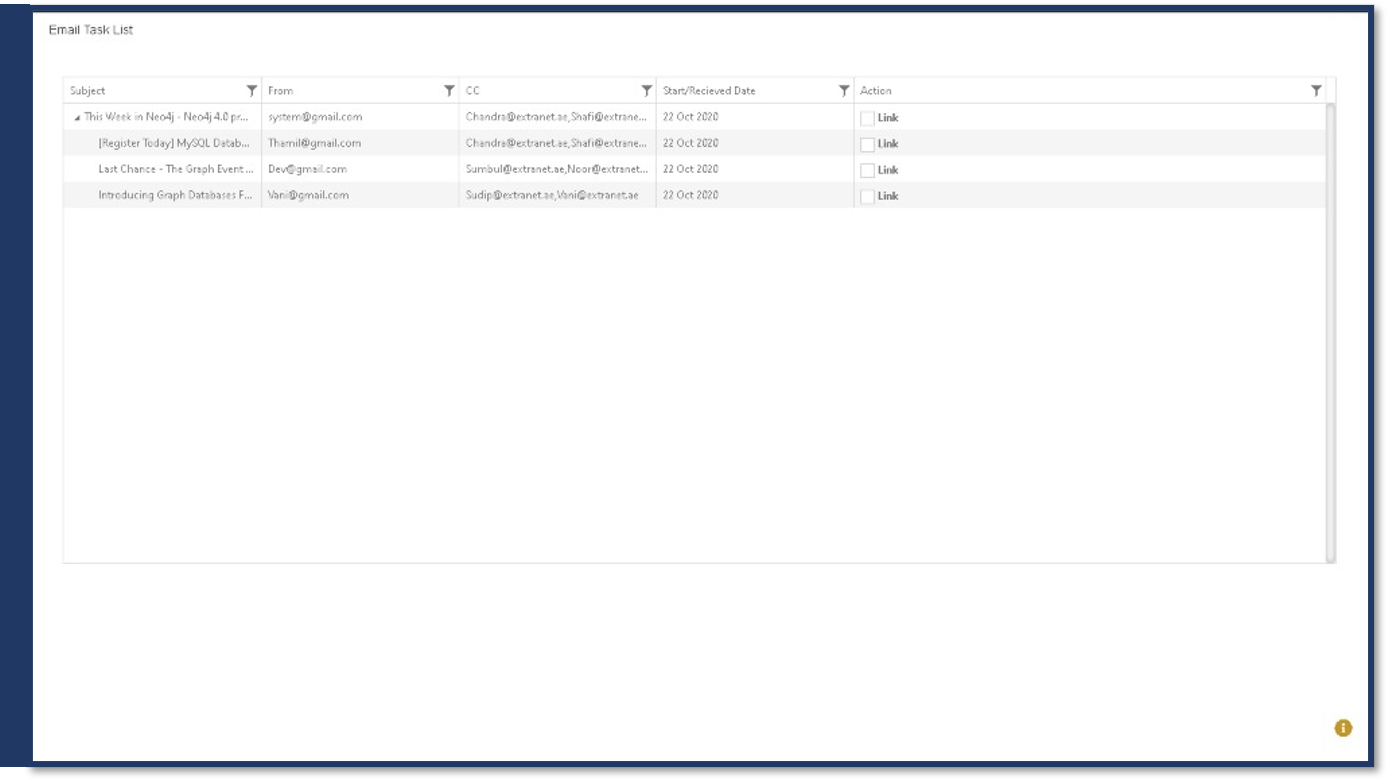 Email Task List
Subject From CC Start/Recieved Date Action
This Week in Neo4j - Neo4j 4.0 pr... system@gmail.com Chandra@extranet.ae,Shafi@extrane... 22 Oct 2020 Link
[Register Today] MySQL Datab... Thamil@gmail.com Chandra@extranet.ae,Shafi@extrane... 22 Oct 2020 Link
Last Chance - The Graph Event ... Dev@gmail.com Sumbul@extranet.ae,Noor@extranet... 22 Oct 2020 Link
Introducing Graph Databases F... Vani@gmail.com Sudip@extranet.ae,Vani@extranet.ae 22 Oct 2020 Link
i